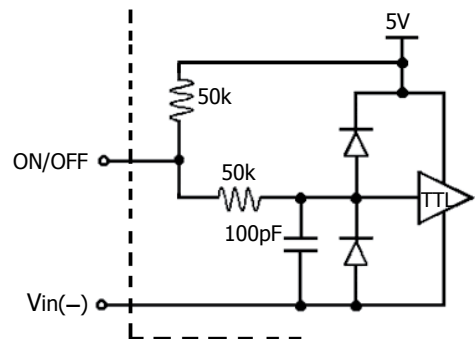 5V
50k
ON/OFF
50k
TTL
100pF
Vin(–)